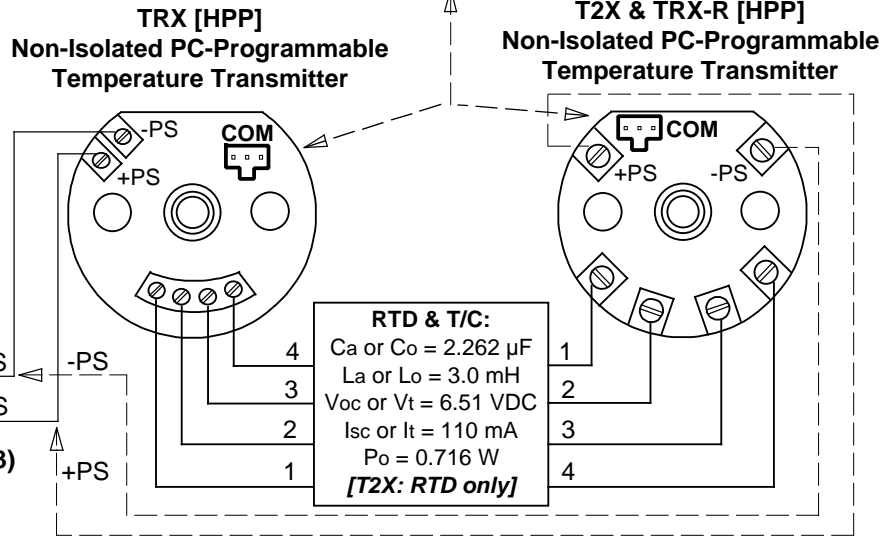 TRX [HPP]
Non-Isolated PC-Programmable
Temperature Transmitter
T2X & TRX-R [HPP]
Non-Isolated PC-Programmable
Temperature Transmitter
-PS
+PS
COM
COM
+PS
-PS
RTD & T/C:
Ca or Co = 2.262 µF
La or Lo = 3.0 mH
Voc or Vt = 6.51 VDC
Isc or It = 110 mA
Po = 0.716 W
[T2X: RTD only]
4
3
2
1
1
2
3
4
-PS
+PS